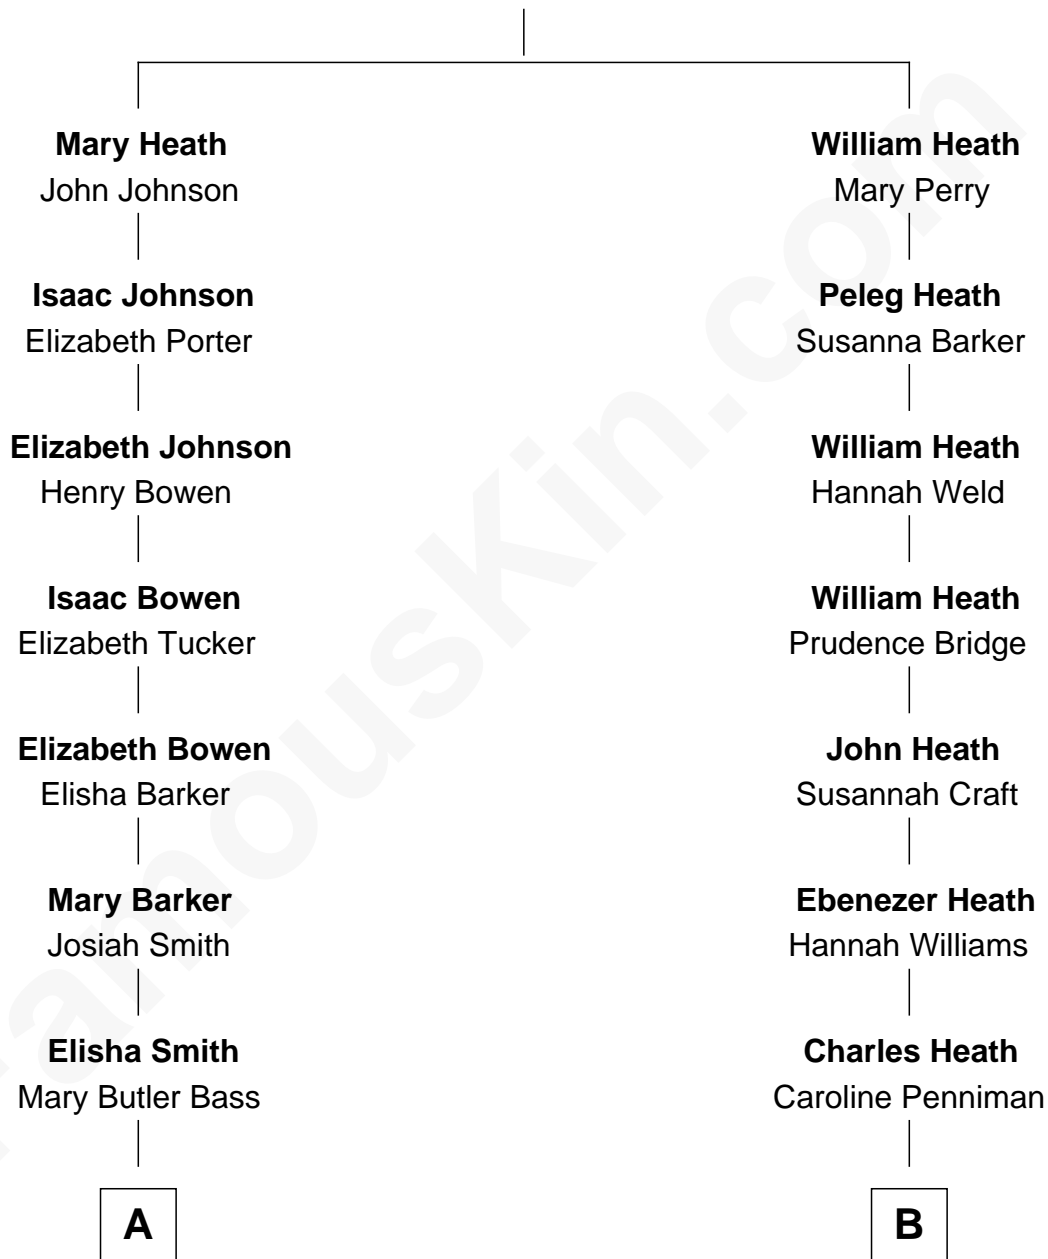 Mary Heath
John Johnson
Isaac Johnson
Elizabeth Porter
Elizabeth Johnson
Henry Bowen
Isaac Bowen
Elizabeth Tucker
Elizabeth Bowen
Elisha Barker
Mary Barker
Josiah Smith
Elisha Smith
Mary Butler Bass
A
William Heath
Mary Perry
Peleg Heath
Susanna Barker
William Heath
Hannah Weld
William Heath
Prudence Bridge
John Heath
Susannah Craft
Ebenezer Heath
Hannah Williams
Charles Heath
Caroline Penniman
B
FamousKin.com